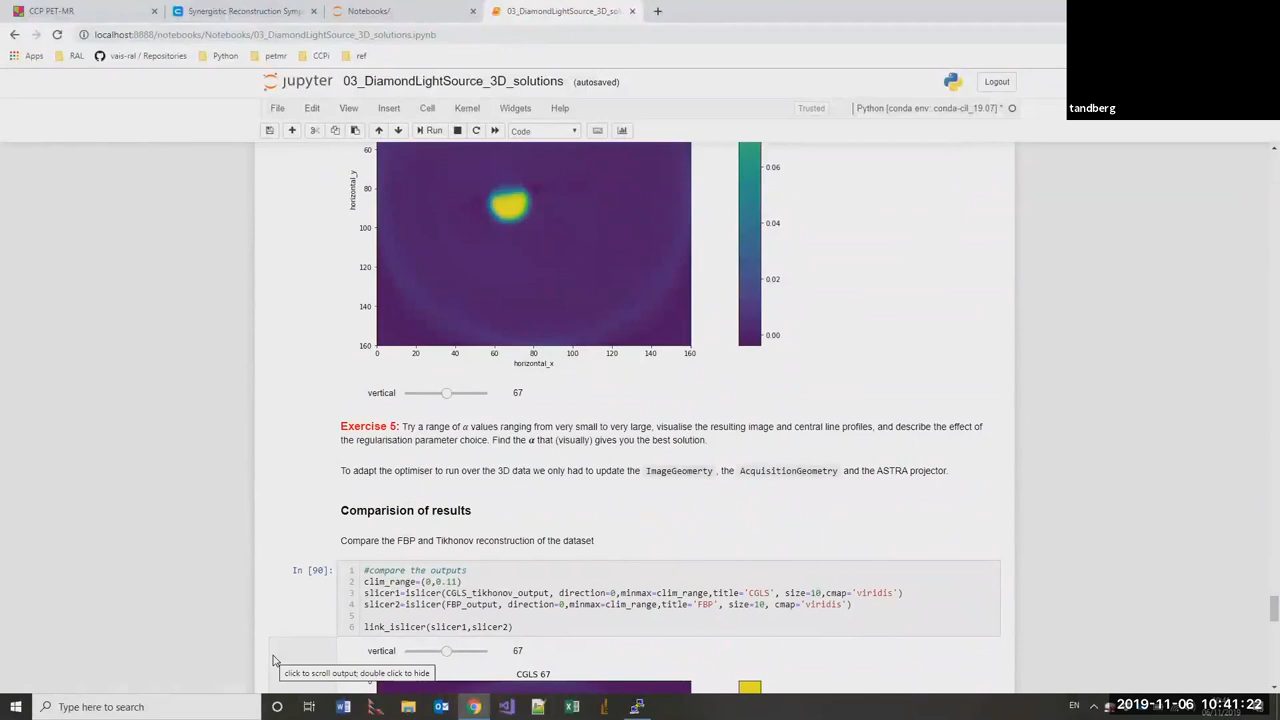 CCP PET-MR
Synergistic Reconstruction Symp
Notebooks/
03_DiamondLightSource_3D_sol
localhost:8888/notebooks/Notebooks/03_DiamondLightSource_3D_solutions.ipynb
Apps RAL vais-ral / Repositories Python petmr CCPi ref
tandberg
jupyter 03_DiamondLightSource_3D_solutions (autosaved)
Logout
File Edit View Insert Cell Kernel Widgets Help
Trusted
Python [conda env: conda-cil_19.07] *
Run
Code
60
80
100
120
140
160
horizontal_y
0 20 40 60 80 100 120 140 160
horizontal_x
0.06
0.04
0.02
0.00
vertical 67
Exercise 5: Try a range of α values ranging from very small to very large, visualise the resulting image and central line profiles, and describe the effect of
the regularisation parameter choice. Find the α that (visually) gives you the best solution.
To adapt the optimiser to run over the 3D data we only had to update the ImageGeomerty , the AcquisitionGeometry and the ASTRA projector.
Comparision of results
Compare the FBP and Tikhonov reconstruction of the dataset
In [90]:
1 #compare the outputs
2 clim_range=(0,0.11)
3 slicer1=islicer(CGLS_tikhonov_output, direction=0,minmax=clim_range,title='CGLS', size=10,cmap='viridis')
4 slicer2=islicer(FBP_output, direction=0,minmax=clim_range,title='FBP', size=10, cmap='viridis')
5
6 link_islicer(slicer1,slicer2)
vertical 67
click to scroll output; double click to hide
CGLS 67
0
Type here to search
2019-11-06 10:41:22